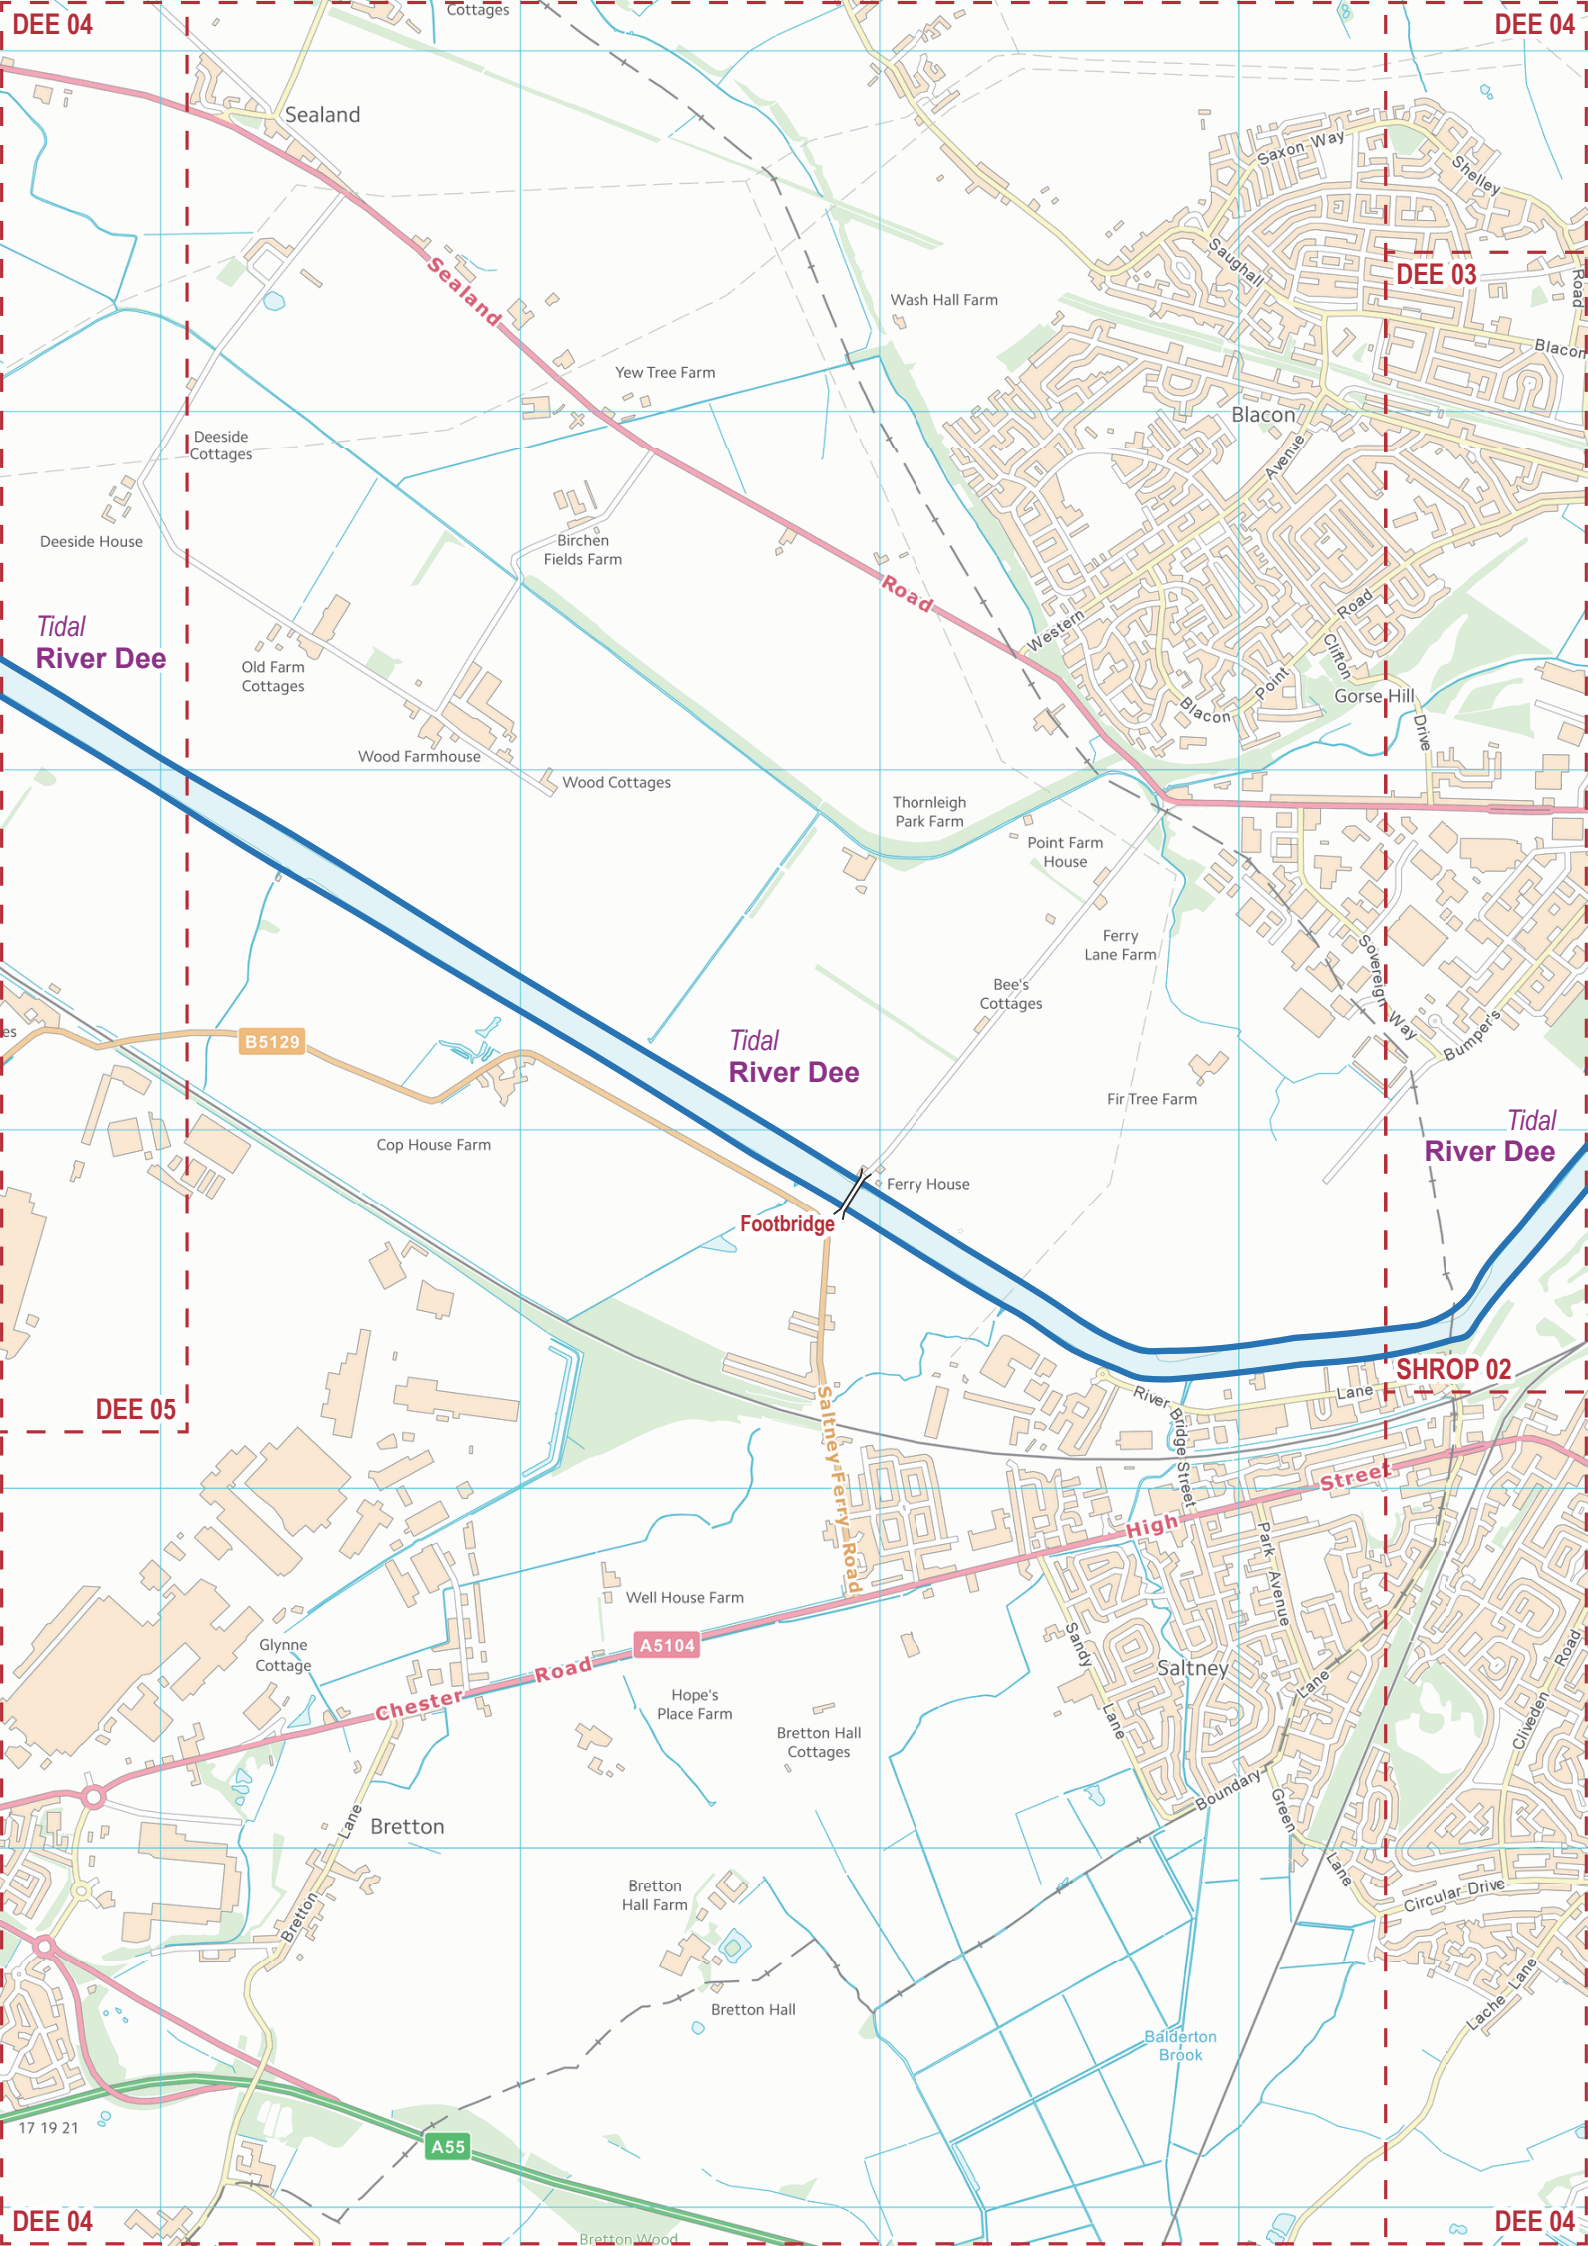 Cottages
DEE 04
DEE 04
Sealand
Saxon Way
Shelley
Road
Saughall
DEE 03
Sealand
Wash Hall Farm
Blacon
Yew Tree Farm
Blacon
Avenue
Deeside
Cottages
Deeside House
Birchen
Fields Farm
Road
Western
Road
Clifton
Point
Blacon
Gorse Hill
Drive
Tidal
River Dee
Old Farm
Cottages
Wood Farmhouse
Wood Cottages
Thornleigh
Park Farm
Point Farm
House
Ferry
Lane Farm
Sovereign
Way
Bumper's
Bee's
Cottages
es
B5129
Tidal
River Dee
Fir Tree Farm
Tidal
River Dee
Cop House Farm
Ferry House
Footbridge
DEE 05
SHROP 02
River
Lane
Bridge Street
Saltney Ferry Road
High
Street
Park
Avenue
Well House Farm
A5104
Chester
Road
Glynne
Cottage
Hope's
Place Farm
Bretton Hall
Cottages
Sandy
Lane
Saltney
Lane
Boundary
Green
Lane
Cliveden
Road
Circular Drive
Lache Lane
Bretton
Lane
Bretton
Bretton
Hall Farm
Bretton Hall
Balderton
Brook
17 19 21
A55
Bretton Wood
DEE 04
DEE 04